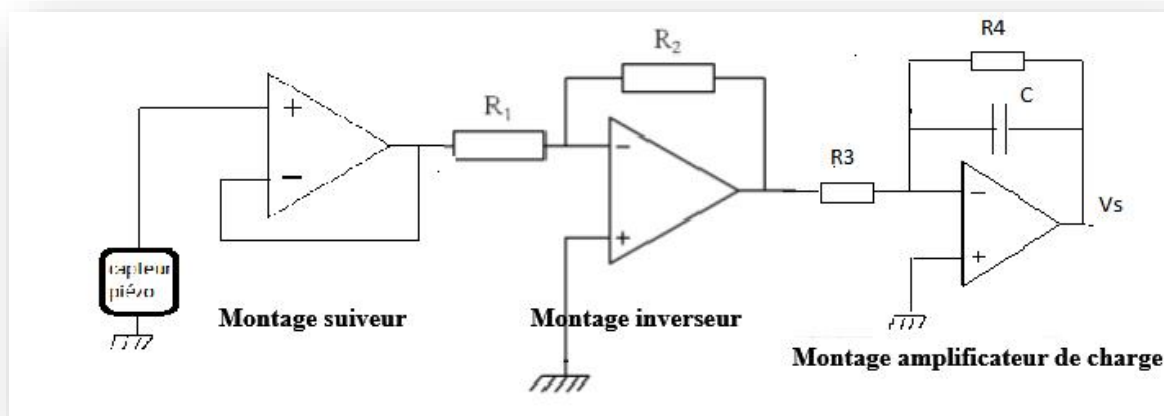 R4
R₂
C
+
R₁
−
R3
−
−
Vs
+
+
capteur
piézo
Montage suiveur
Montage inverseur
Montage amplificateur de charge